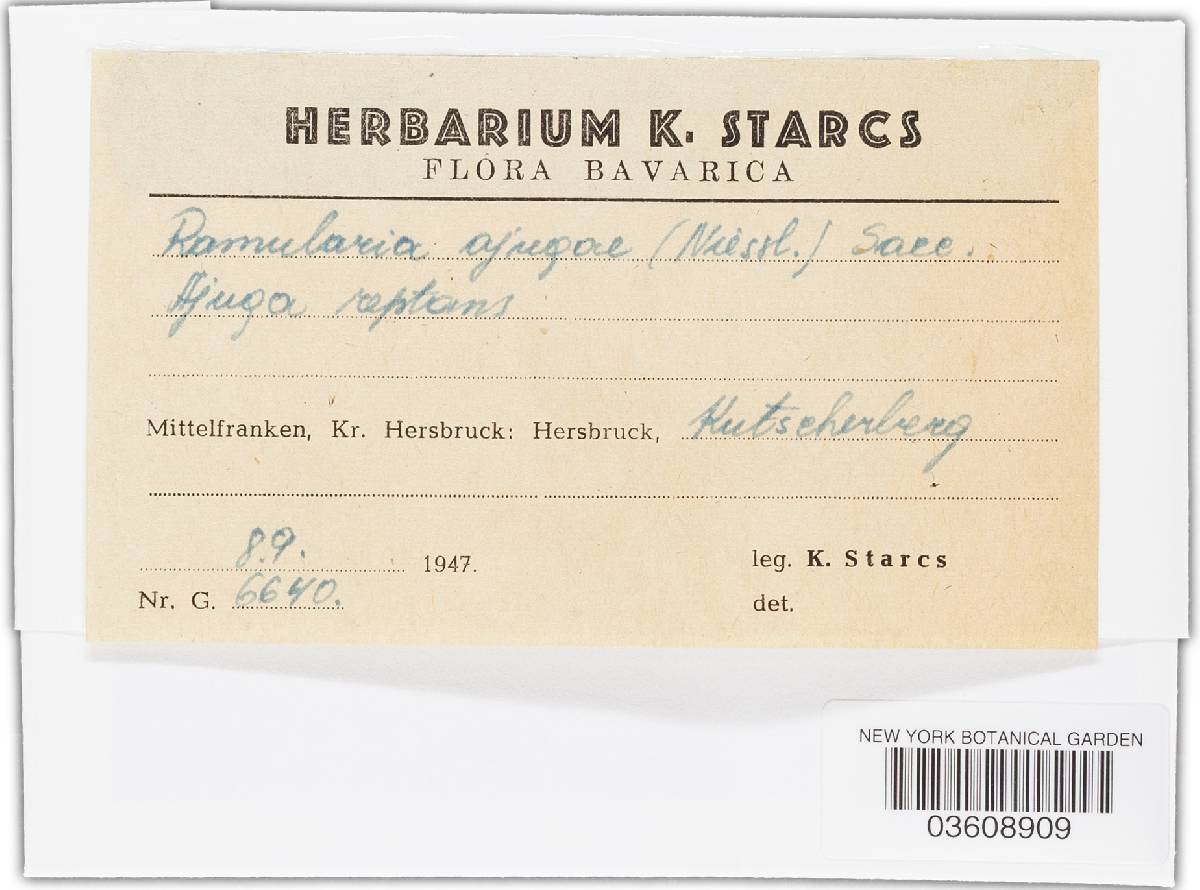 HERBARIUM K. STARCS
FLORA BAVARICA
Ramularia ajugae (Niessl.) Sacc.
Ajuga reptans
Mittelfranken, Kr. Hersbruck: Hersbruck, Kutscherberg
8.9. 1947.
leg. K. Starcs
Nr. G. 6640.
det.
NEW YORK BOTANICAL GARDEN
03608909